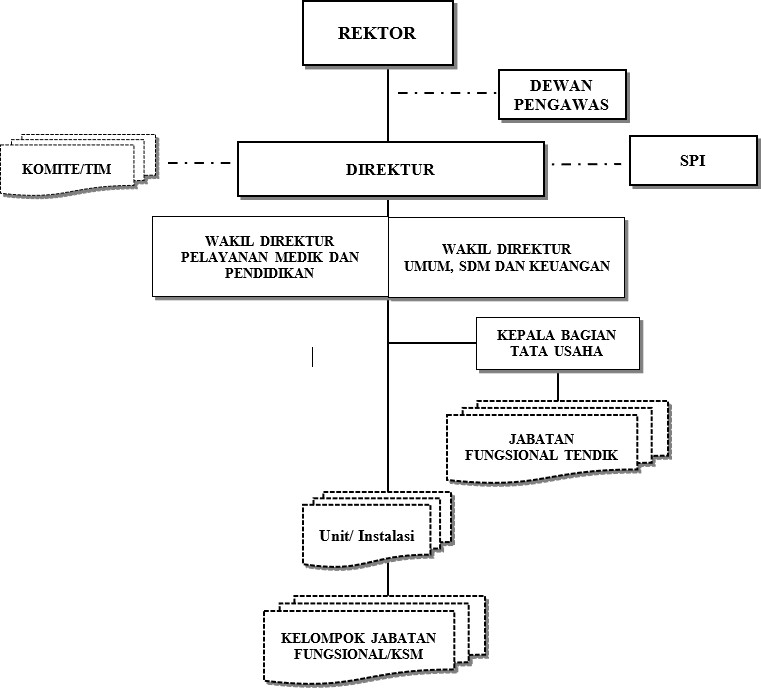 REKTOR
DEWAN
PENGAWAS
KOMITE/TIM
DIREKTUR
SPI
WAKIL DIREKTUR
PELAYANAN MEDIK DAN
PENDIDIKAN
WAKIL DIREKTUR
UMUM, SDM DAN KEUANGAN
KEPALA BAGIAN
TATA USAHA
JABATAN
FUNGSIONAL TENDIK
Unit/ Instalasi
KELOMPOK JABATAN
FUNGSIONAL/KSM